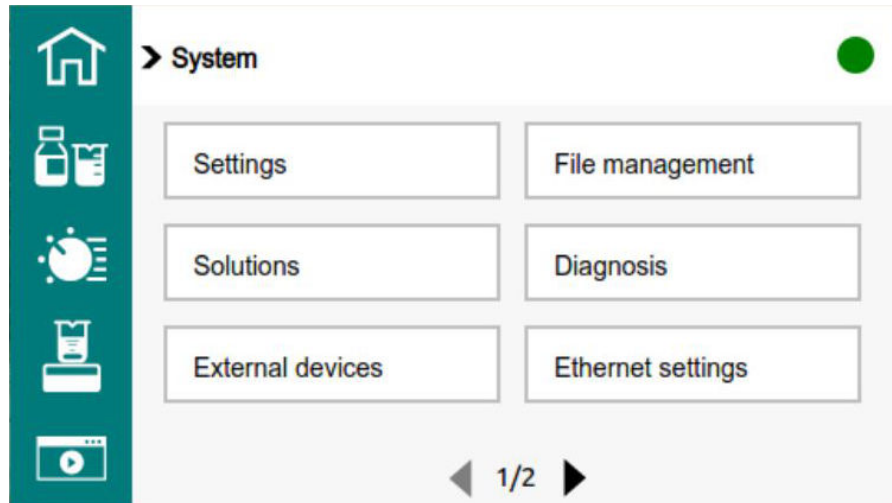 System
Settings
File management
Solutions
Diagnosis
External devices
Ethernet settings
1/2